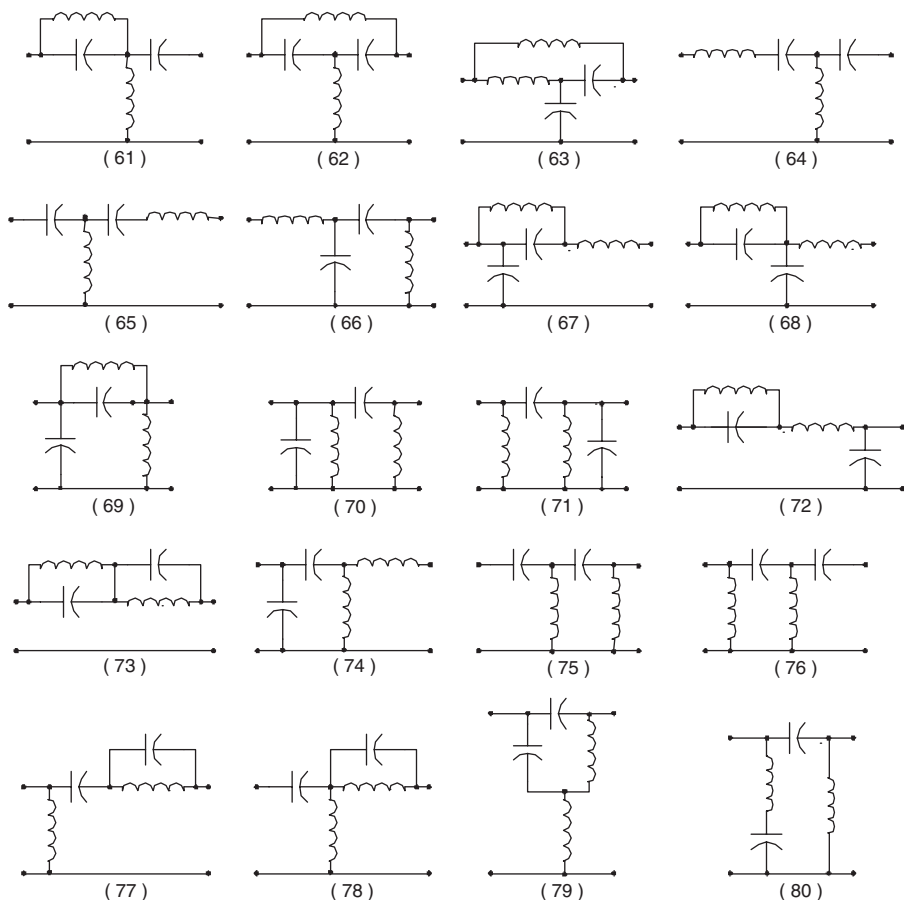 ( 61 ) ( 62 ) ( 63 ) ( 64 )
( 65 ) ( 66 ) ( 67 ) ( 68 )
( 69 ) ( 70 ) ( 71 ) ( 72 )
( 73 ) ( 74 ) ( 75 ) ( 76 )
( 77 ) ( 78 ) ( 79 ) ( 80 )